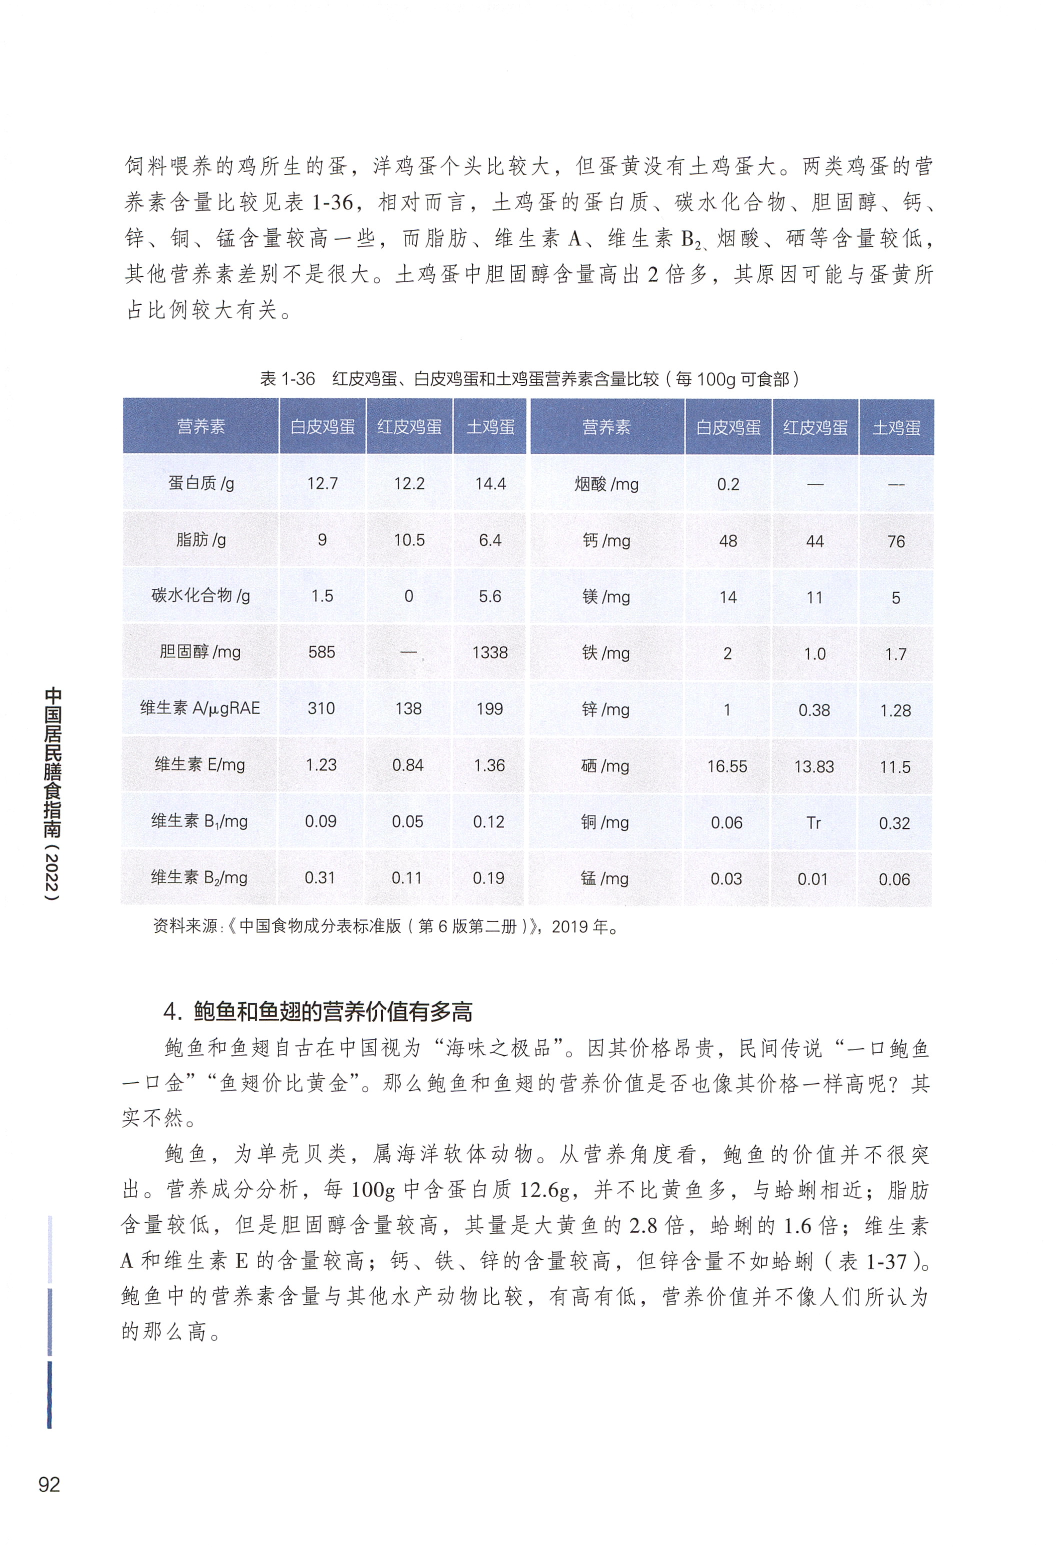 饲料喂养的鸡所生的蛋，洋鸡蛋个头比较大，但蛋黄没有土鸡蛋大。两类鸡蛋的营
养素含量比较见表 1-36，相对而言，土鸡蛋的蛋白质、碳水化合物、胆固醇、钙、
锌、铜、锰含量较高一些，而脂肪、维生素 A、维生素 B₂、烟酸、硒等含量较低，
其他营养素差别不是很大。土鸡蛋中胆固醇含量高出 2 倍多，其原因可能与蛋黄所
占比例较大有关。
表 1-36 红皮鸡蛋、白皮鸡蛋和土鸡蛋营养素含量比较（每 100g 可食部）
营养素 白皮鸡蛋 红皮鸡蛋 土鸡蛋 营养素 白皮鸡蛋 红皮鸡蛋 土鸡蛋
蛋白质 /g 12.7 12.2 14.4 烟酸 /mg 0.2 — —
脂肪 /g 9 10.5 6.4 钙 /mg 48 44 76
碳水化合物 /g 1.5 0 5.6 镁 /mg 14 11 5
胆固醇 /mg 585 — 1338 铁 /mg 2 1.0 1.7
维生素 A/μgRAE 310 138 199 锌 /mg 1 0.38 1.28
维生素 E/mg 1.23 0.84 1.36 硒 /mg 16.55 13.83 11.5
维生素 B₁/mg 0.09 0.05 0.12 铜 /mg 0.06 Tr 0.32
维生素 B₂/mg 0.31 0.11 0.19 锰 /mg 0.03 0.01 0.06
资料来源：《中国食物成分表标准版（第 6 版第二册）》，2019 年。
4. 鲍鱼和鱼翅的营养价值有多高
鲍鱼和鱼翅自古在中国视为“海味之极品”。因其价格昂贵，民间传说“一口鲍鱼
一口金”“鱼翅价比黄金”。那么鲍鱼和鱼翅的营养价值是否也像其价格一样高呢？其
实不然。
鲍鱼，为单壳贝类，属海洋软体动物。从营养角度看，鲍鱼的价值并不很突
出。营养成分分析，每 100g 中含蛋白质 12.6g，并不比黄鱼多，与蛤蜊相近；脂肪
含量较低，但是胆固醇含量较高，其量是大黄鱼的 2.8 倍，蛤蜊的 1.6 倍；维生素
A 和维生素 E 的含量较高；钙、铁、锌的含量较高，但锌含量不如蛤蜊（表 1-37）。
鲍鱼中的营养素含量与其他水产动物比较，有高有低，营养价值并不像人们所认为
的那么高。
中国居民膳食指南（2022）
92